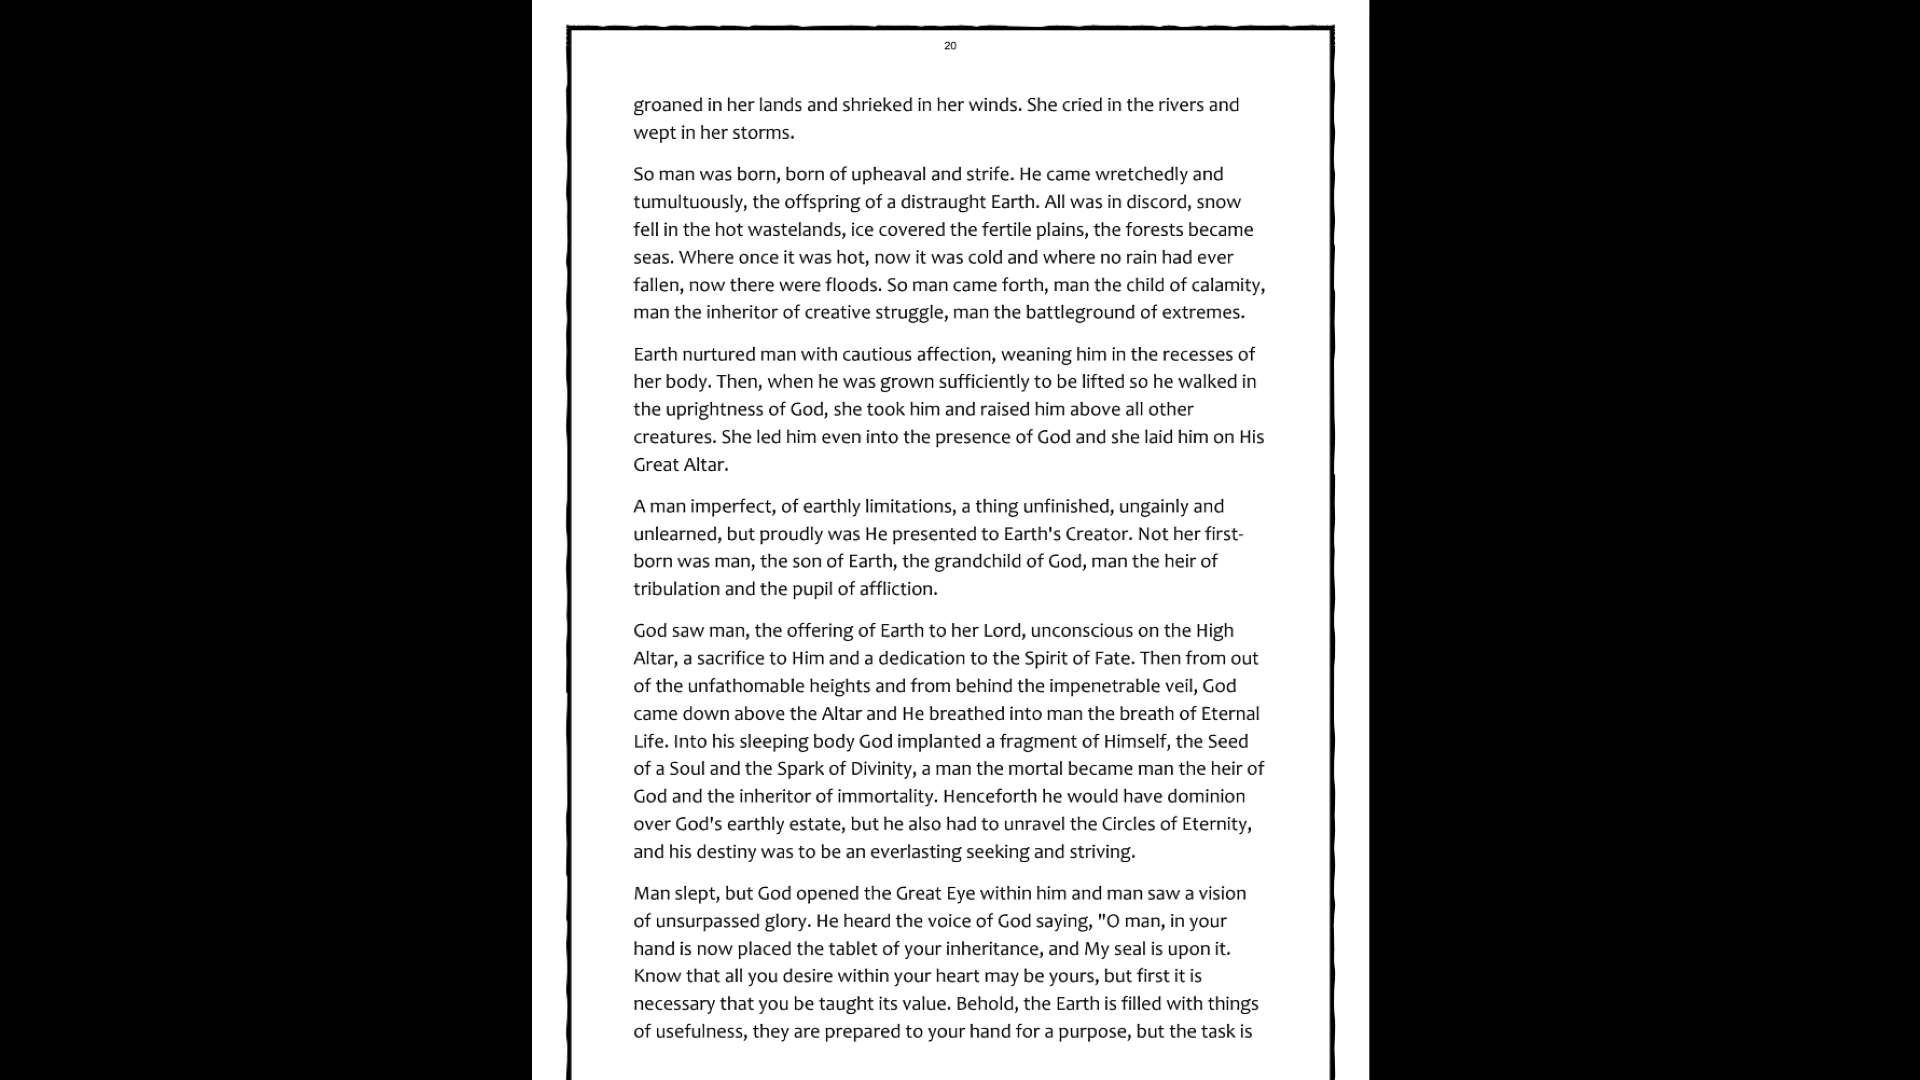 20
groaned in her lands and shrieked in her winds. She cried in the rivers and
wept in her storms.
So man was born, born of upheaval and strife. He came wretchedly and
tumultuously, the offspring of a distraught Earth. All was in discord, snow
fell in the hot wastelands, ice covered the fertile plains, the forests became
seas. Where once it was hot, now it was cold and where no rain had ever
fallen, now there were floods. So man came forth, man the child of calamity,
man the inheritor of creative struggle, man the battleground of extremes.
Earth nurtured man with cautious affection, weaning him in the recesses of
her body. Then, when he was grown sufficiently to be lifted so he walked in
the uprightness of God, she took him and raised him above all other
creatures. She led him even into the presence of God and she laid him on His
Great Altar.
A man imperfect, of earthly limitations, a thing unfinished, ungainly and
unlearned, but proudly was He presented to Earth's Creator. Not her first-
born was man, the son of Earth, the grandchild of God, man the heir of
tribulation and the pupil of affliction.
God saw man, the offering of Earth to her Lord, unconscious on the High
Altar, a sacrifice to Him and a dedication to the Spirit of Fate. Then from out
of the unfathomable heights and from behind the impenetrable veil, God
came down above the Altar and He breathed into man the breath of Eternal
Life. Into his sleeping body God implanted a fragment of Himself, the Seed
of a Soul and the Spark of Divinity, a man the mortal became man the heir of
God and the inheritor of immortality. Henceforth he would have dominion
over God's earthly estate, but he also had to unravel the Circles of Eternity,
and his destiny was to be an everlasting seeking and striving.
Man slept, but God opened the Great Eye within him and man saw a vision
of unsurpassed glory. He heard the voice of God saying, "O man, in your
hand is now placed the tablet of your inheritance, and My seal is upon it.
Know that all you desire within your heart may be yours, but first it is
necessary that you be taught its value. Behold, the Earth is filled with things
of usefulness, they are prepared to your hand for a purpose, but the task is